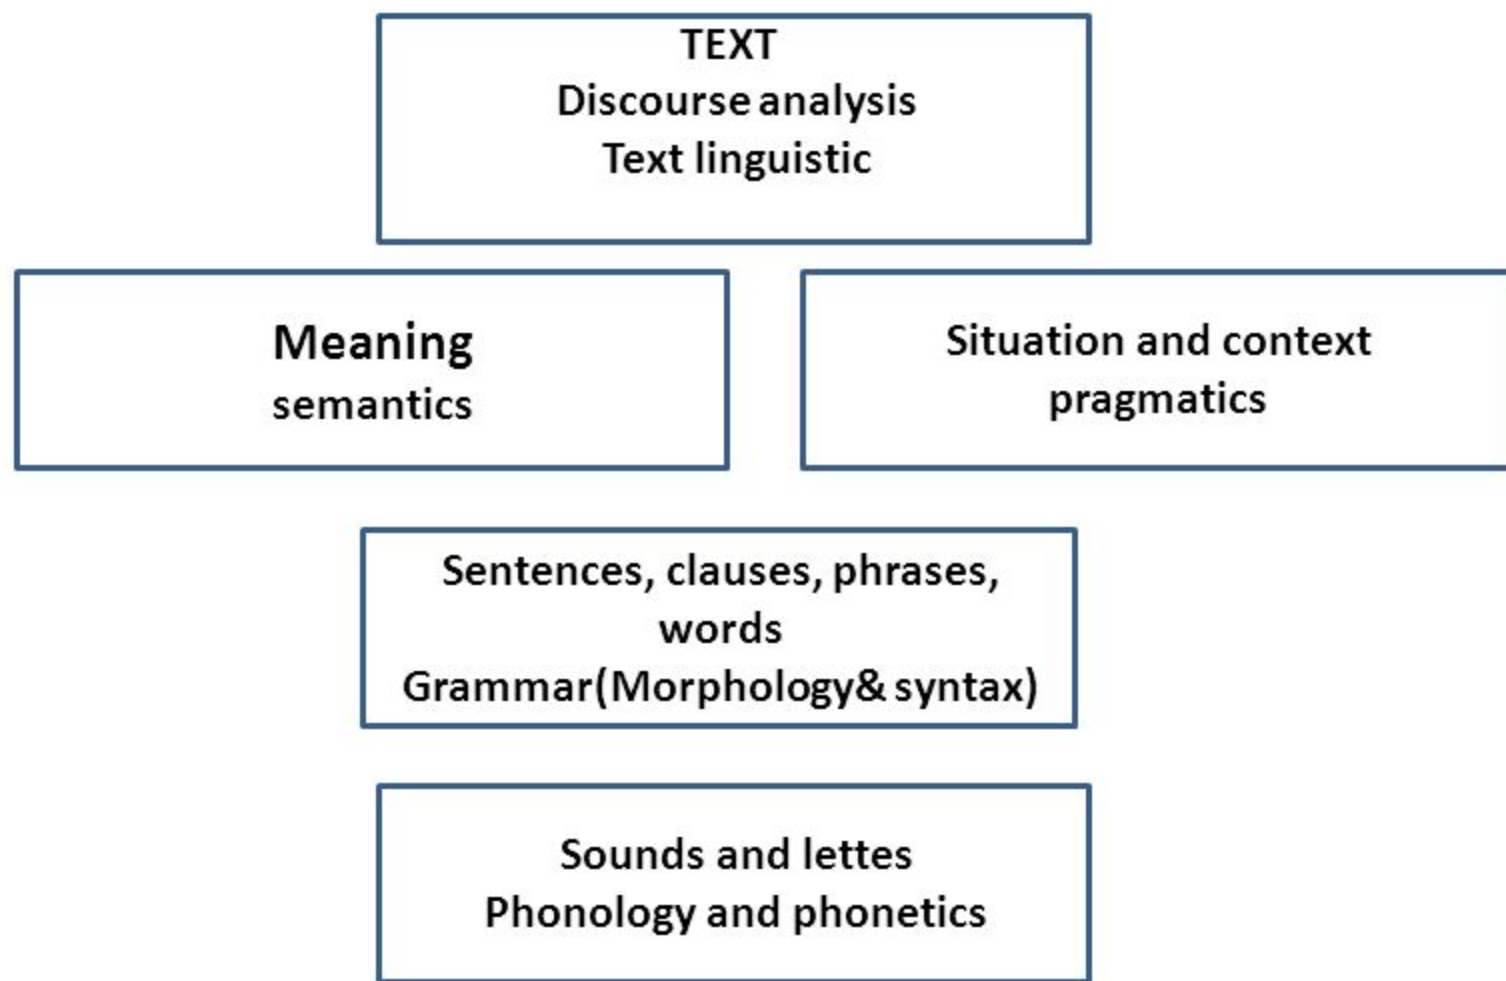 TEXT
Discourse analysis
Text linguistic
Meaning
semantics
Situation and context
pragmatics
Sentences, clauses, phrases,
words
Grammar(Morphology& syntax)
Sounds and lettes
Phonology and phonetics